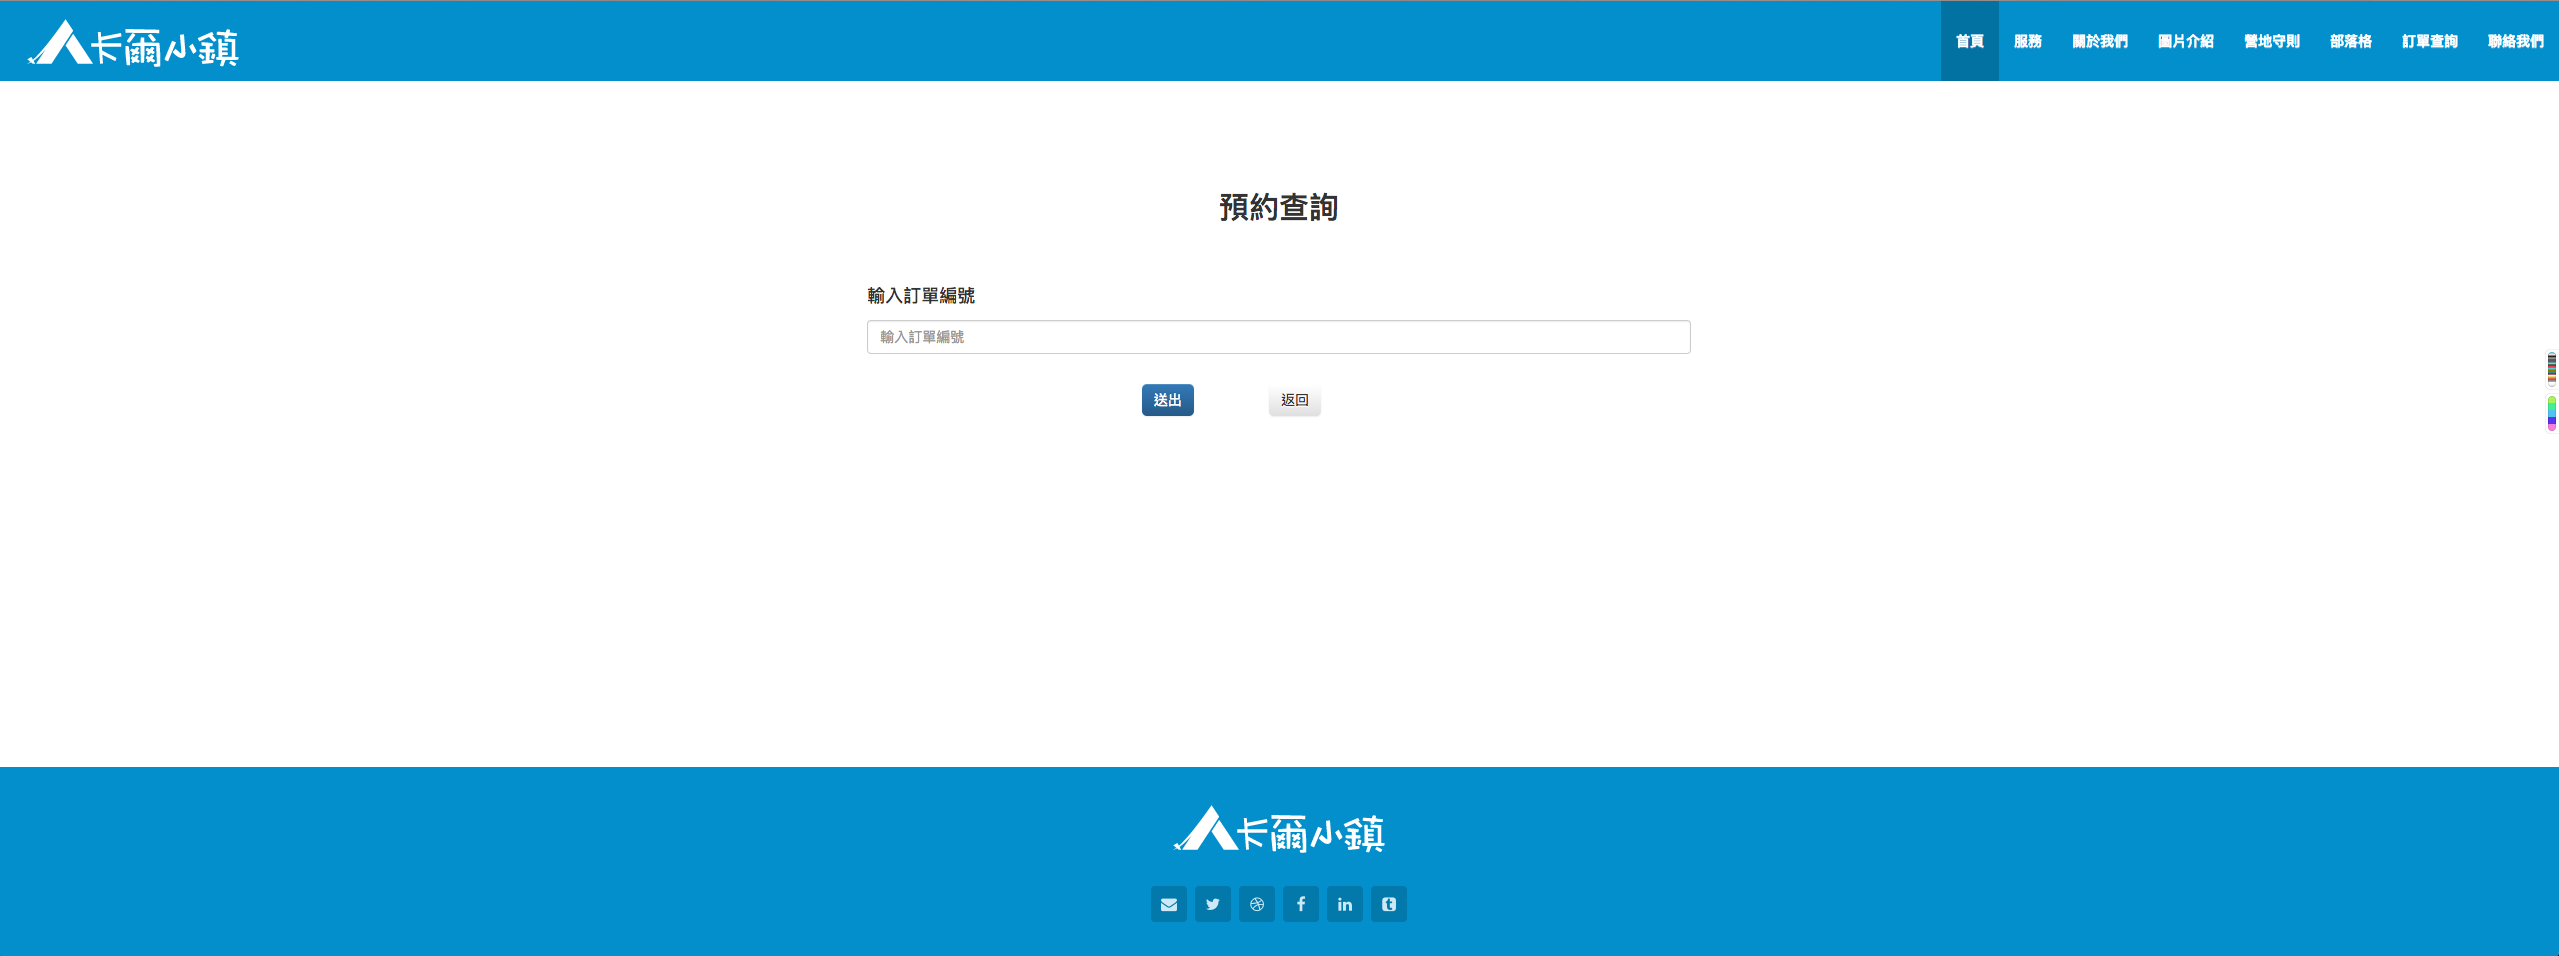 卡爾小鎮
首頁 服務 關於我們 圖片介紹 營地守則 部落格 訂單查詢 聯絡我們
預約查詢
輸入訂單編號
輸入訂單編號
送出 返回
卡爾小鎮